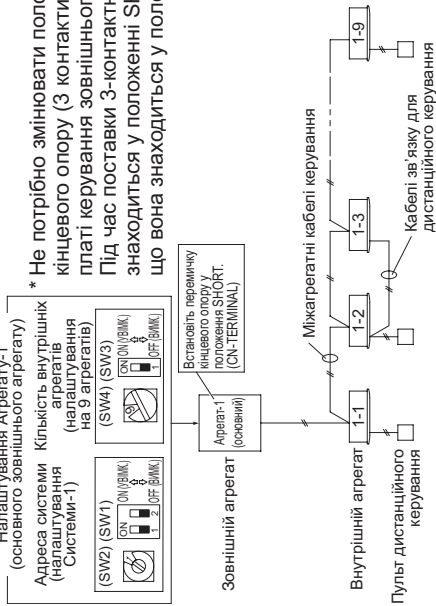 Налаштування Агрегату-1
(основного зовнішнього агрегату)
Адреса системи
(налаштування
Системи-1)
Кількість внутрішніх
агрегатів
(налаштування
на 9 агрегатів)
(SW2) (SW1)
(SW4) (SW3)
ON
ON (УВІМК.)
OFF (ВИМК.)
1 2
9
ON
ON (УВІМК.)
OFF (ВИМК.)
1
* Не потрібно змінювати
кінцевого опору (3 контакти
платі керування зовнішньог
Під час поставки 3-контактн
знаходиться у положенні
що вона знаходиться у
Зовнішній агрегат
Агрегат-1
(основний)
Встановіть перемичку
кінцевого опору у
положення SHORT.
(CN-TERMINAL)
Міжагрегатні кабелі керування
Внутрішній агрегат
1-1
1-2
1-3
1-9
Пульт дистанційного
керування
Кабелі зв'язку для
дистанційного керування